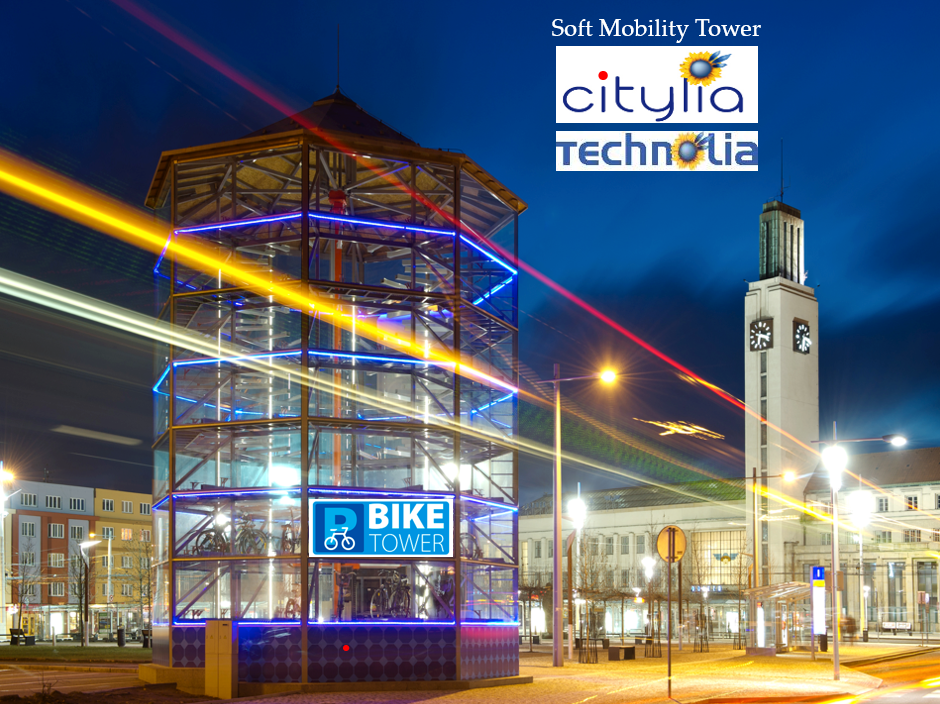 Soft Mobility Tower
citylia
TECHNOLIA
B
BIKE
TOWER
i